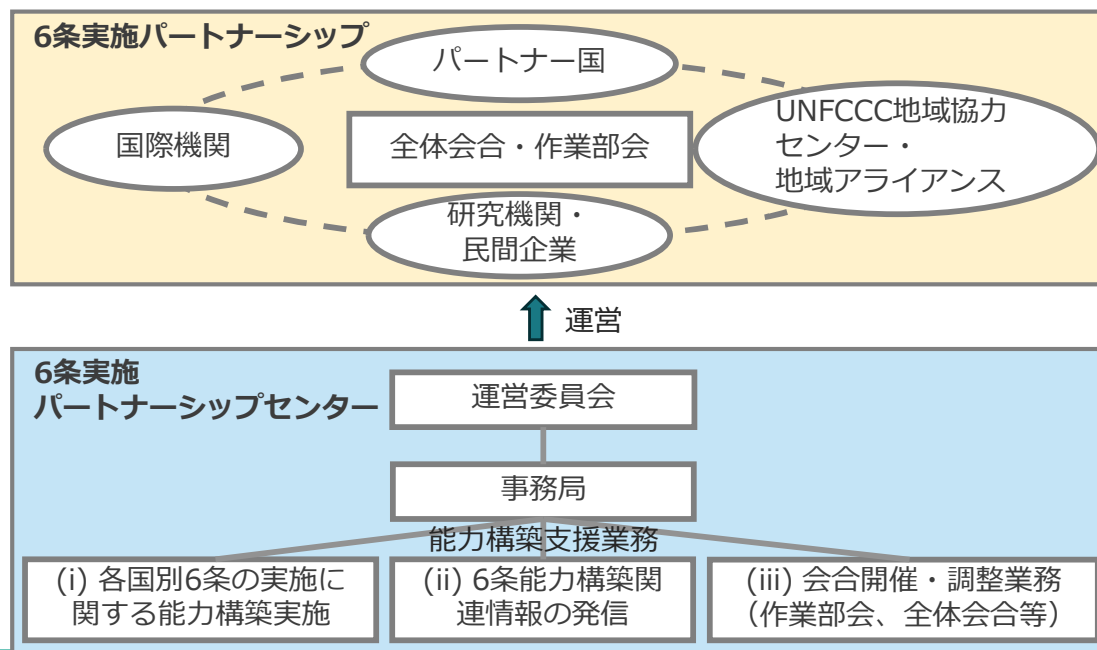 6条実施パートナーシップ
パートナー国
国際機関
全体会合・作業部会
UNFCCC地域協力
センター・
地域アライアンス
研究機関・
民間企業
運営
6条実施
パートナーシップセンター
運営委員会
事務局
能力構築支援業務
(i) 各国別6条の実施に
関する能力構築実施
(ii) 6条能力構築関
連情報の発信
(iii) 会合開催・調整業務
（作業部会、全体会合等）